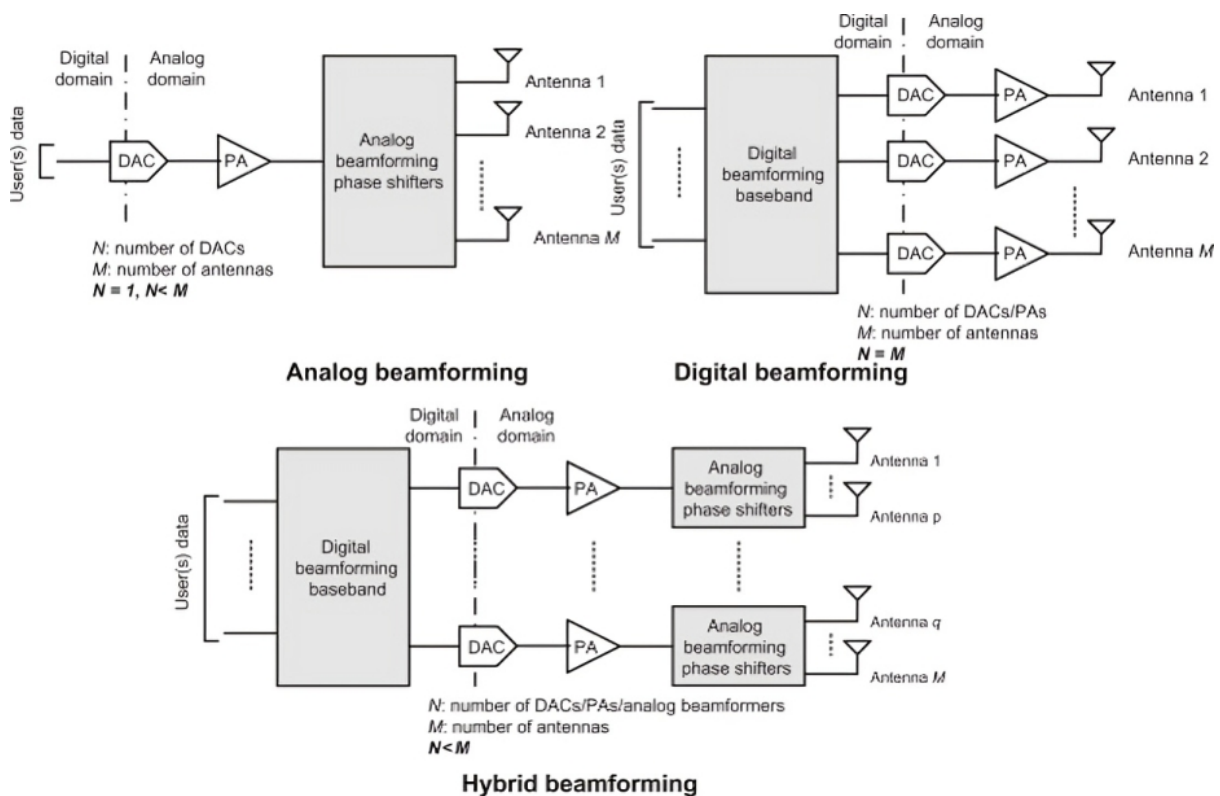 Digital
domain
Analog
domain
User(s) data
DAC
PA
Analog
beamforming
phase shifters
Antenna 1
Antenna 2
Antenna M
N: number of DACs
M: number of antennas
N = 1, N< M
Analog beamforming
Digital
domain
Analog
domain
User(s) data
Digital
beamforming
baseband
DAC
PA
Antenna 1
DAC
PA
Antenna 2
DAC
PA
Antenna M
N: number of DACs/PAs
M: number of antennas
N = M
Digital beamforming
Digital
domain
Analog
domain
User(s) data
Digital
beamforming
baseband
DAC
PA
Analog
beamforming
phase shifters
Antenna 1
Antenna p
DAC
PA
Analog
beamforming
phase shifters
Antenna q
Antenna M
N: number of DACs/PAs/analog beamformers
M: number of antennas
N<M
Hybrid beamforming